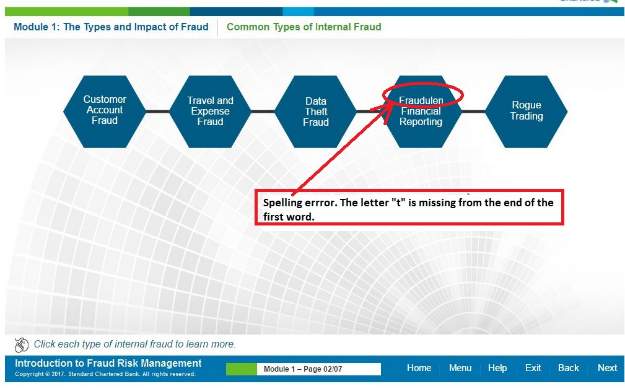 Chartered
Module 1: The Types and Impact of Fraud
Common Types of Internal Fraud
Customer
Account
Fraud
Travel and
Expense
Fraud
Data
Theft
Fraud
Fraudulen
Financial
Reporting
Rogue
Trading
Spelling errror. The letter "t" is missing from the end of the
first word.
Click each type of internal fraud to learn more.
Introduction to Fraud Risk Management
Copyright © 2017. Standard Chartered Bank. All rights reserved.
Module 1 – Page 02/07
Home
Menu
Help
Exit
Back
Next